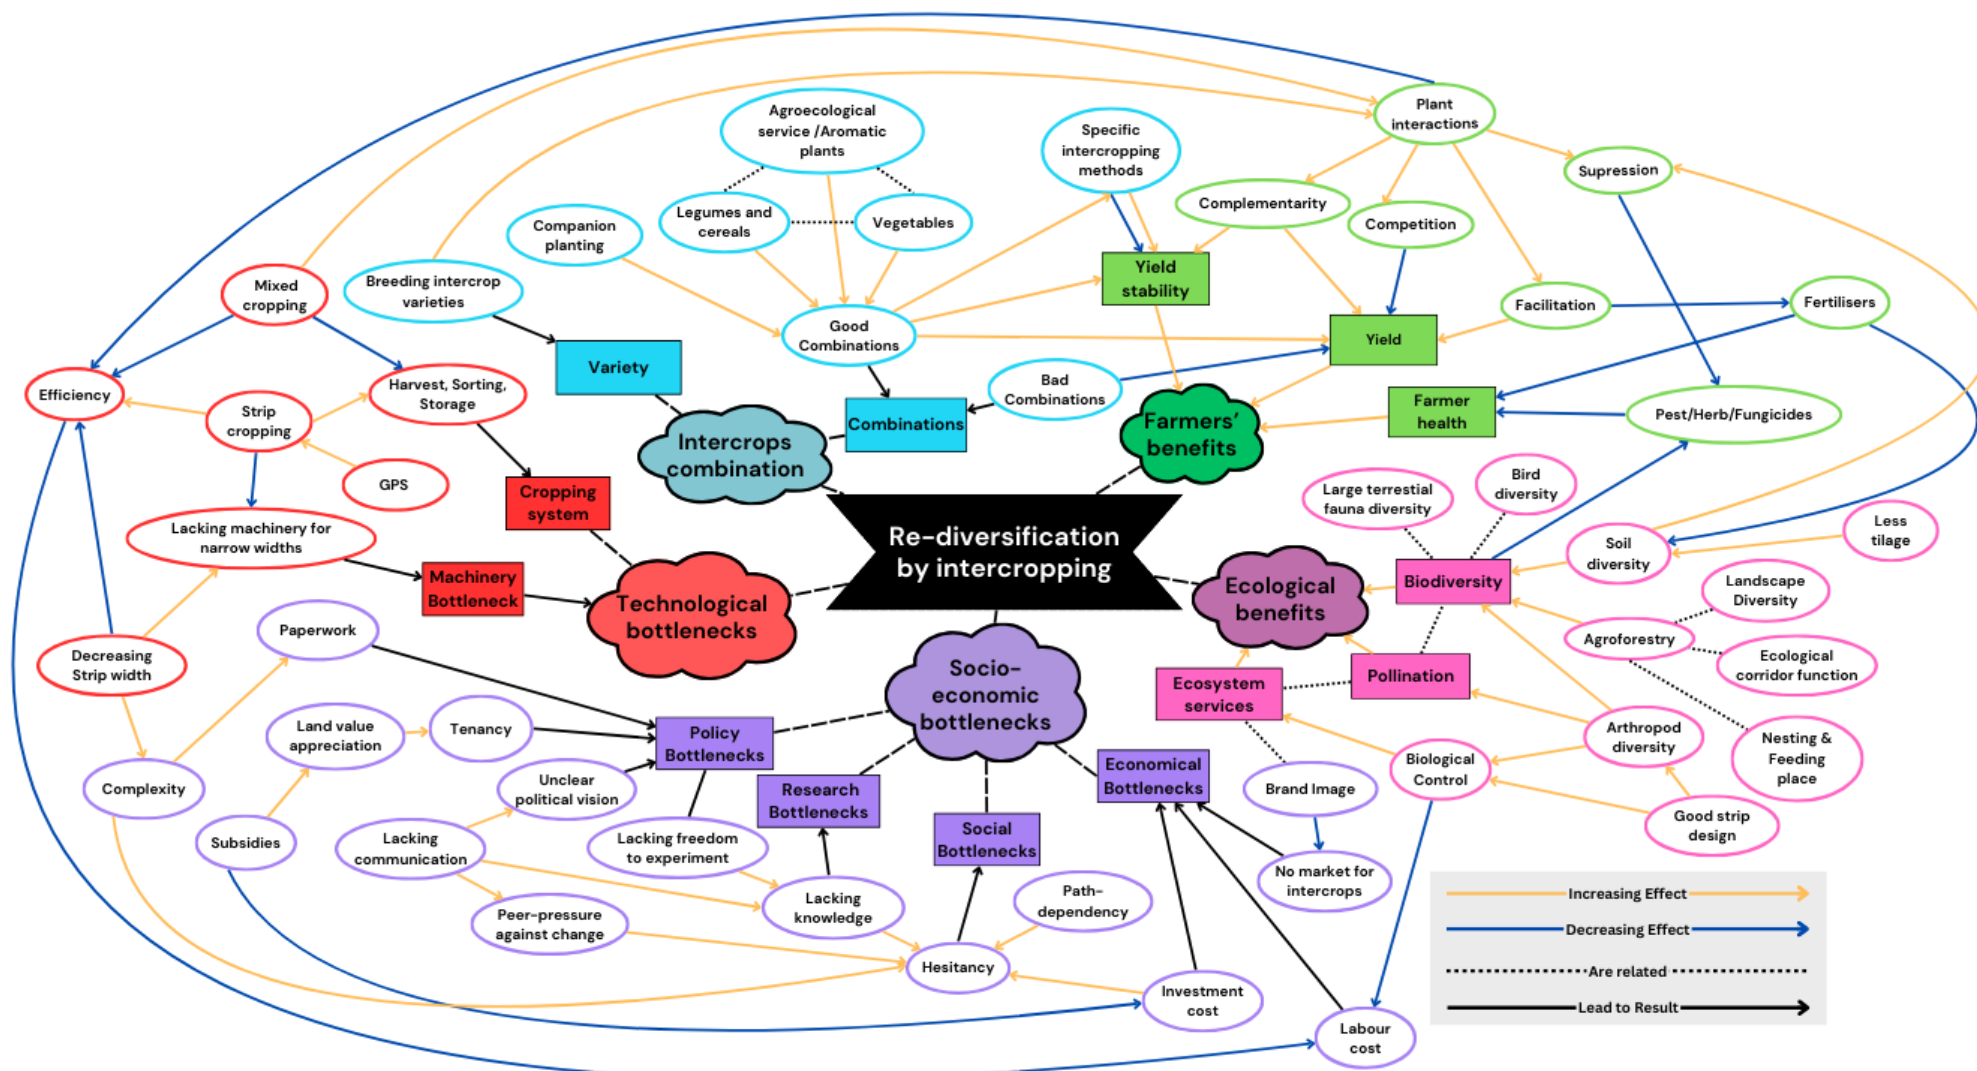 Plant
interactions
Agroecological
service /Aromatic
plants
Specific
intercropping
methods
Supression
Legumes and
cereals
Vegetables
Complementarity
Competition
Companion
planting
Mixed
cropping
Breeding intercrop
varieties
Yield
stability
Facilitation
Fertilisers
Good
Combinations
Yield
Variety
Bad
Combinations
Efficiency
Harvest, Sorting,
Storage
Strip
cropping
Combinations
Farmers’
benefits
Farmer
health
Pest/Herb/Fungicides
Intercrops
combination
GPS
Cropping
system
Large terrestial
fauna diversity
Bird
diversity
Lacking machinery for
narrow widths
Re-diversification
by intercropping
Soil
diversity
Less
tilage
Machinery
Bottleneck
Technological
bottlenecks
Ecological
benefits
Biodiversity
Landscape
Diversity
Paperwork
Agroforestry
Decreasing
Strip width
Socio-
economic
bottlenecks
Ecosystem
services
Pollination
Ecological
corridor function
Land value
appreciation
Tenancy
Policy
Bottlenecks
Arthropod
diversity
Nesting &
Feeding
place
Complexity
Unclear
political vision
Research
Bottlenecks
Economical
Bottlenecks
Brand Image
Biological
Control
Subsidies
Lacking
communication
Lacking freedom
to experiment
Social
Bottlenecks
Good strip
design
No market for
intercrops
Peer-pressure
against change
Lacking
knowledge
Path-
dependency
Hesitancy
Investment
cost
Labour
cost
Increasing Effect
Decreasing Effect
Are related
Lead to Result